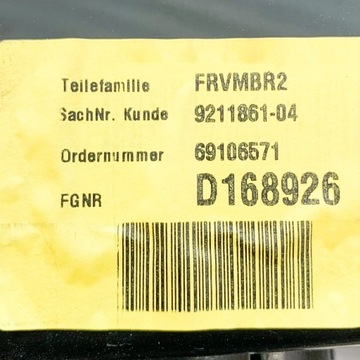 Teilefamilie FRVMBR2
SachNr. Kunde 9211861-04
Ordernummer 69106571
FGNR D168926